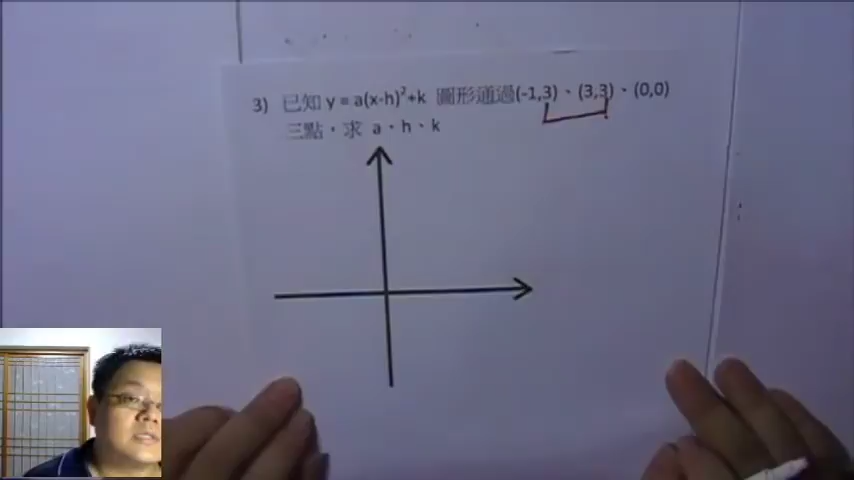 3) 已知 y = a(x-h)²+k 圖形通過(-1,3)、(3,3)、(0,0)
三點，求 a、h、k